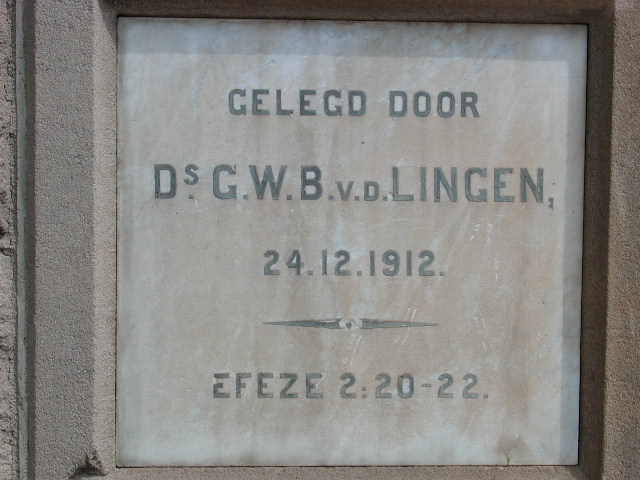 GELEGD DOOR
Ds. G.W.B.v.d.LINGEN,
24.12.1912.
EFEZE 2:20-22.